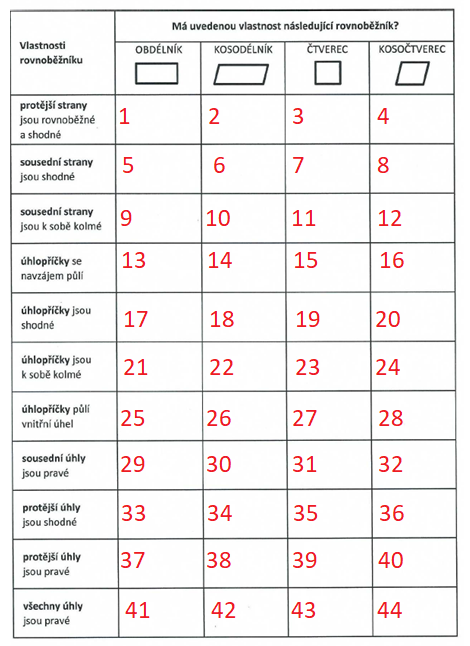 Má uvedenou vlastnost následující rovnoběžník?
Vlastnosti
rovnoběžníku
OBDÉLNÍK KOSODÉLNÍK ČTVEREC KOSOČTVEREC
protější strany
jsou rovnoběžné
a shodné
1 2 3 4
sousední strany
jsou shodné
5 6 7 8
sousední strany
jsou k sobě kolmé
9 10 11 12
úhlopříčky se
navzájem půlí
13 14 15 16
úhlopříčky jsou
shodné
17 18 19 20
úhlopříčky jsou
k sobě kolmé
21 22 23 24
úhlopříčky půlí
vnitřní úhel
25 26 27 28
sousední úhly
jsou pravé
29 30 31 32
protější úhly
jsou shodné
33 34 35 36
protější úhly
jsou pravé
37 38 39 40
všechny úhly
jsou pravé
41 42 43 44